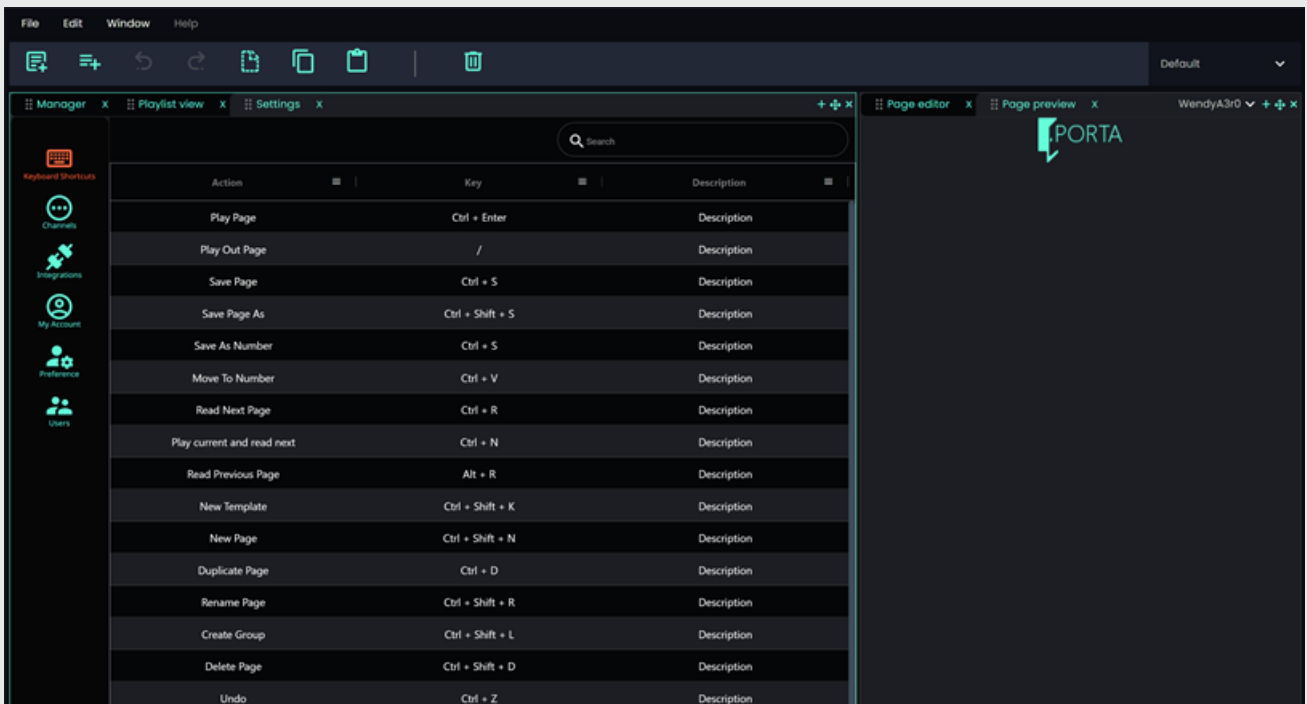 File Edit Window Help
Default
Manager x Playlist view x Settings x
Page editor x Page preview x WendyA3r0
PORTA
Search
Keyboard Shortcuts
Channels
Integrations
My Account
Preference
Users
Action Key Description
Play Page Ctrl + Enter Description
Play Out Page / Description
Save Page Ctrl + S Description
Save Page As Ctrl + Shift + S Description
Save As Number Ctrl + S Description
Move To Number Ctrl + V Description
Read Next Page Ctrl + R Description
Play current and read next Ctrl + N Description
Read Previous Page Alt + R Description
New Template Ctrl + Shift + K Description
New Page Ctrl + Shift + N Description
Duplicate Page Ctrl + D Description
Rename Page Ctrl + Shift + R Description
Create Group Ctrl + Shift + L Description
Delete Page Ctrl + Shift + D Description
Undo Ctrl + Z Description